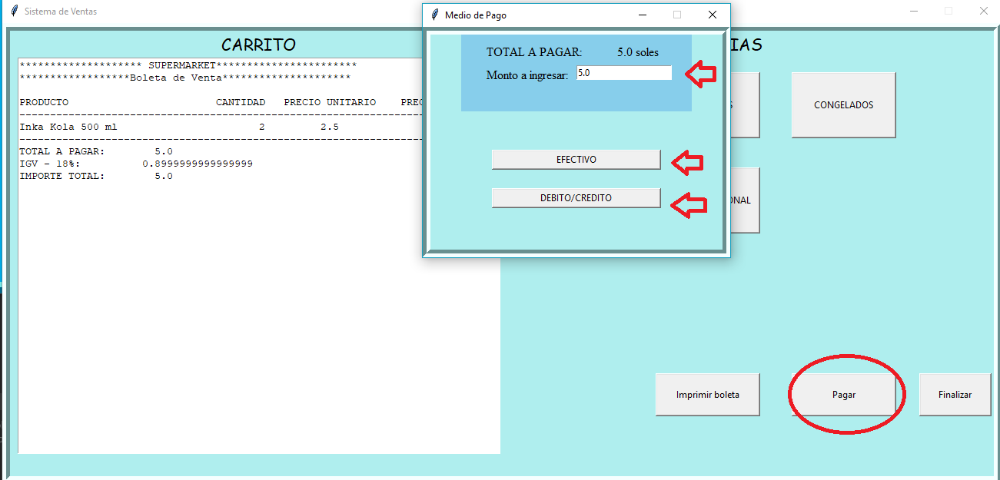 Sistema de Ventas
Medio de Pago
CARRITO
IAS
******************** SUPERMARKET***********************
******************Boleta de Venta*********************
PRODUCTO CANTIDAD PRECIO UNITARIO PREC
Inka Kola 500 ml 2 2.5
TOTAL A PAGAR: 5.0
IGV - 18%: 0.8999999999999999
IMPORTE TOTAL: 5.0
TOTAL A PAGAR: 5.0 soles
Monto a ingresar: 5.0
EFECTIVO
DEBITO/CREDITO
S
CONGELADOS
ONAL
Imprimir boleta
Pagar
Finalizar